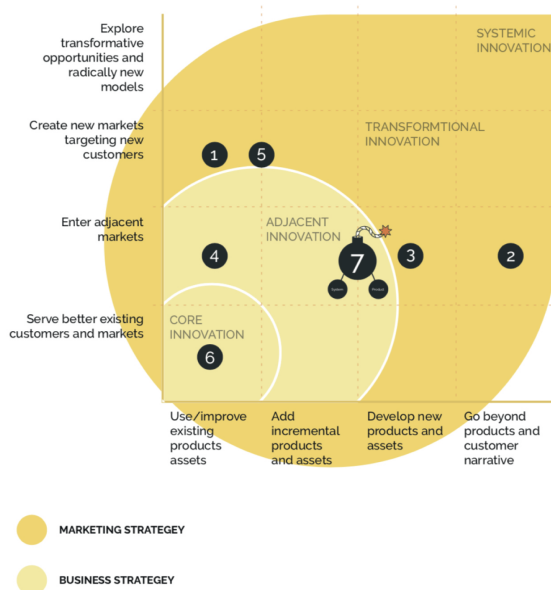 Explore
transformative
opportunities and
radically new
models
SYSTEMIC
INNOVATION
Create new markets
targeting new
customers
TRANSFORMTIONAL
INNOVATION
1
5
Enter adjacent
markets
ADJACENT
INNOVATION
4
7
3
2
System
Product
Serve better existing
customers and markets
CORE
INNOVATION
6
Use/improve
existing
products
assets
Add
incremental
products
and assets
Develop new
products and
assets
Go beyond
products and
customer
narrative
MARKETING STRATEGEY
BUSINESS STRATEGEY